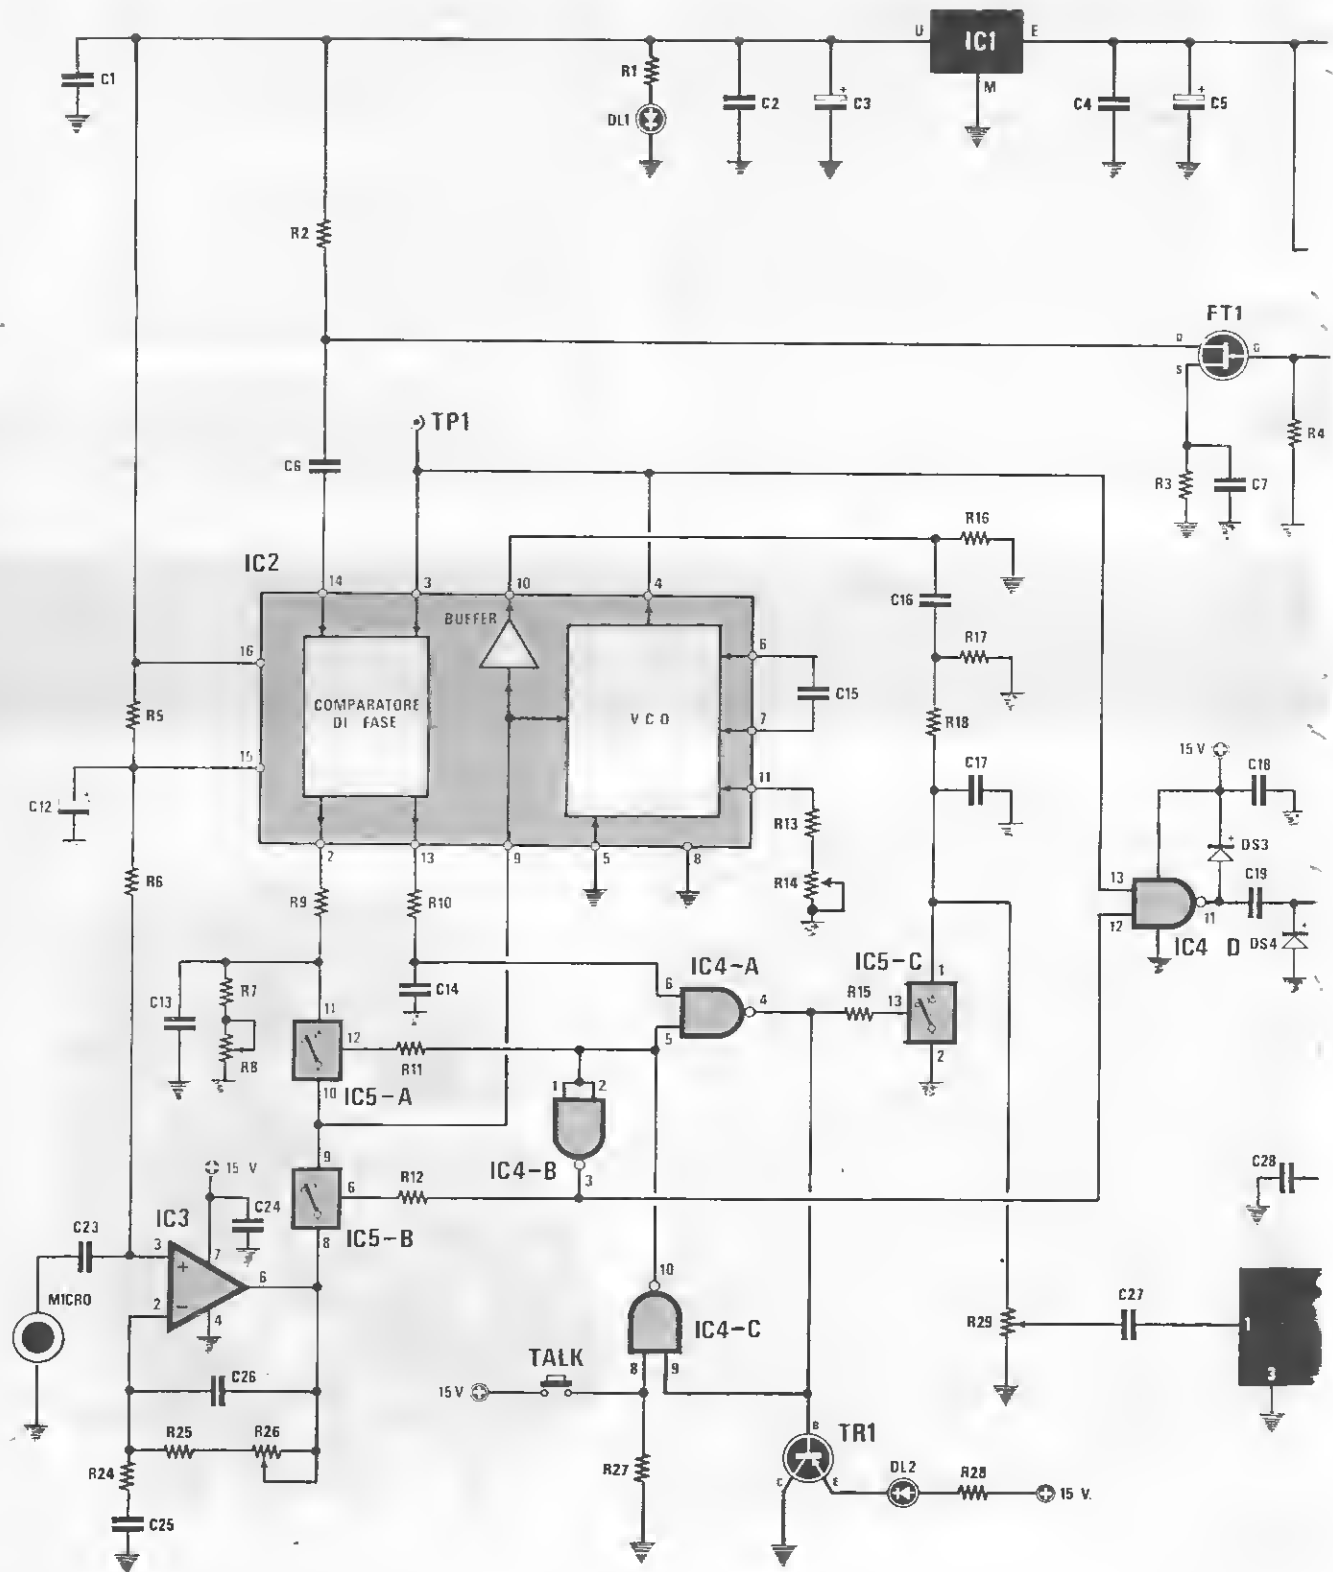 U IC1 E
M
C1
R1
DL1
C2
+
C3
C4
+
C5
R2
FT1
D
G
S
R4
R3
C7
TP1
C6
R16
IC2
14
3
10
4
BUFFER
C16
R17
16
COMPARATORE
DI FASE
V C O
6
C15
7
R5
R18
15
15 V
C18
11
C12
+
C17
R13
DS3
+
2
13
9
5
8
R14
R6
R9
R10
13
C19
12
11
IC4 D
DS4
+
IC4-A
IC5-C
C13
R7
C14
6
4
R15
13
1
R8
11
12
R11
5
2
10
IC5-A
1
2
IC4-B
3
15 V
9
R12
6
C24
IC3
8
IC5-B
C28
C23
3
+
7
6
2
-
4
MICRO
10
IC4-C
R29
C27
1
3
TALK
8
9
15 V
C26
R25
R26
R24
R27
B
TR1
C
E
DL2
R28
15 V.
C25